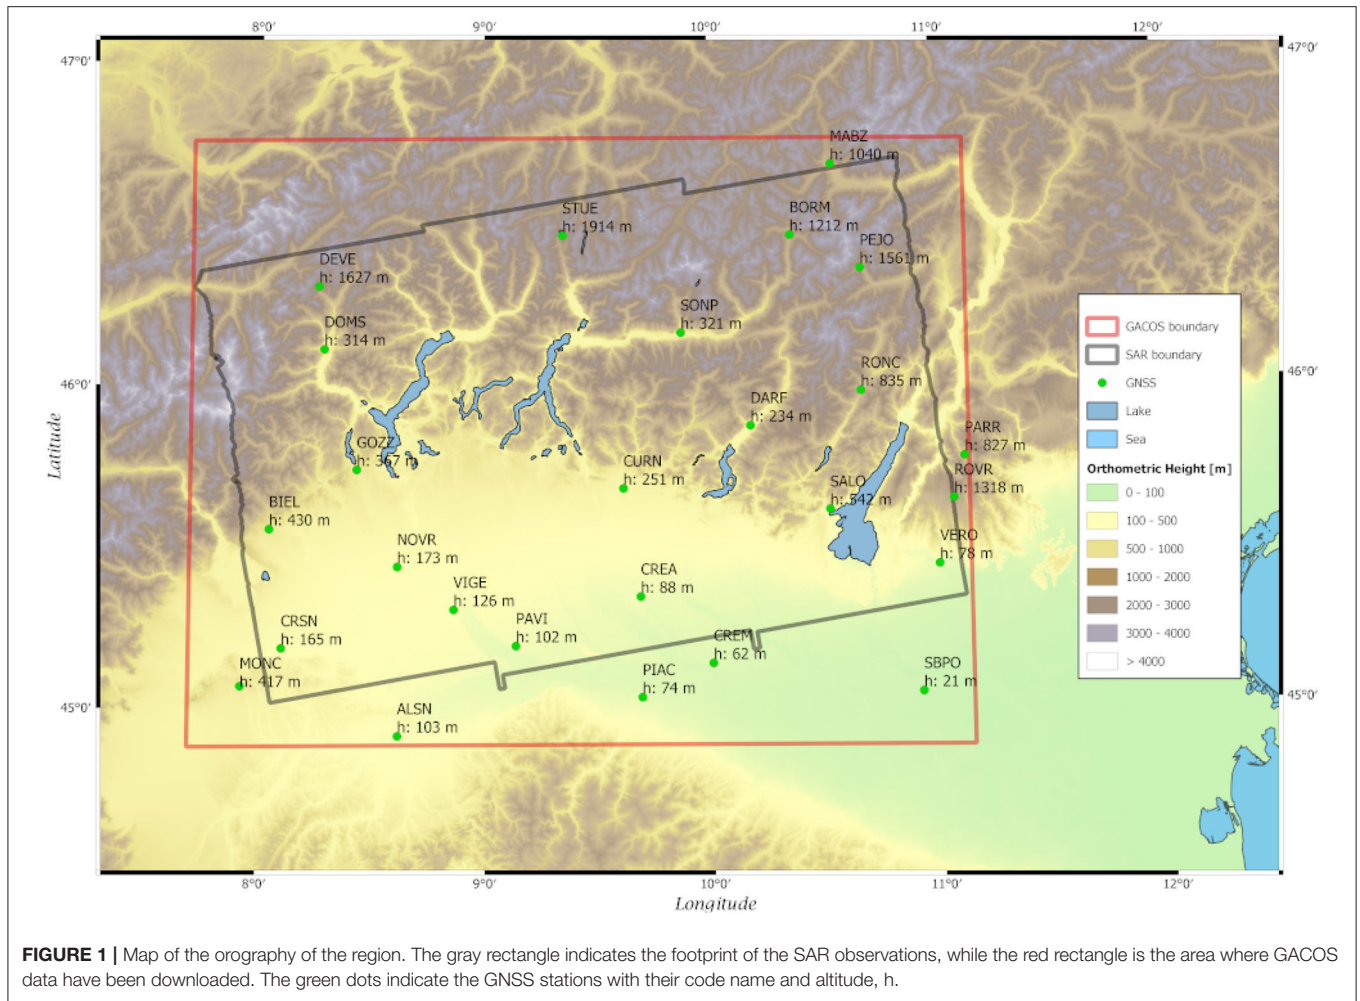 8°0′ 9°0′ 10°0′ 11°0′ 12°0′
47°0′ 47°0′
MABZ
h: 1040 m
STUE
h: 1914 m
BORM
h: 1212 m
PEJO
h: 1561 m
DEVE
h: 1627 m
SONP
h: 321 m
DOMS
h: 314 m
GACOS boundary
SAR boundary
GNSS
Lake
Sea
Orthometric Height [m]
0 - 100
100 - 500
500 - 1000
1000 - 2000
2000 - 3000
3000 - 4000
> 4000
46°0′ 46°0′
RONC
h: 835 m
DARF
h: 234 m
Latitude
PARR
h: 827 m
GOZZ
h: 367 m
CURN
h: 251 m
ROVR
h: 1318 m
SALO
h: 542 m
BIEL
h: 430 m
NOVR
h: 173 m
VERO
h: 78 m
CREA
h: 88 m
VIGE
h: 126 m
PAVI
h: 102 m
CRSN
h: 165 m
CREM
h: 62 m
MONC
h: 417 m
PIAC
h: 74 m
SBPO
h: 21 m
45°0′ 45°0′
ALSN
h: 103 m
8°0′ 9°0′ 10°0′ 11°0′ 12°0′
Longitude
FIGURE 1 | Map of the orography of the region. The gray rectangle indicates the footprint of the SAR observations, while the red rectangle is the area where GACOS
data have been downloaded. The green dots indicate the GNSS stations with their code name and altitude, h.